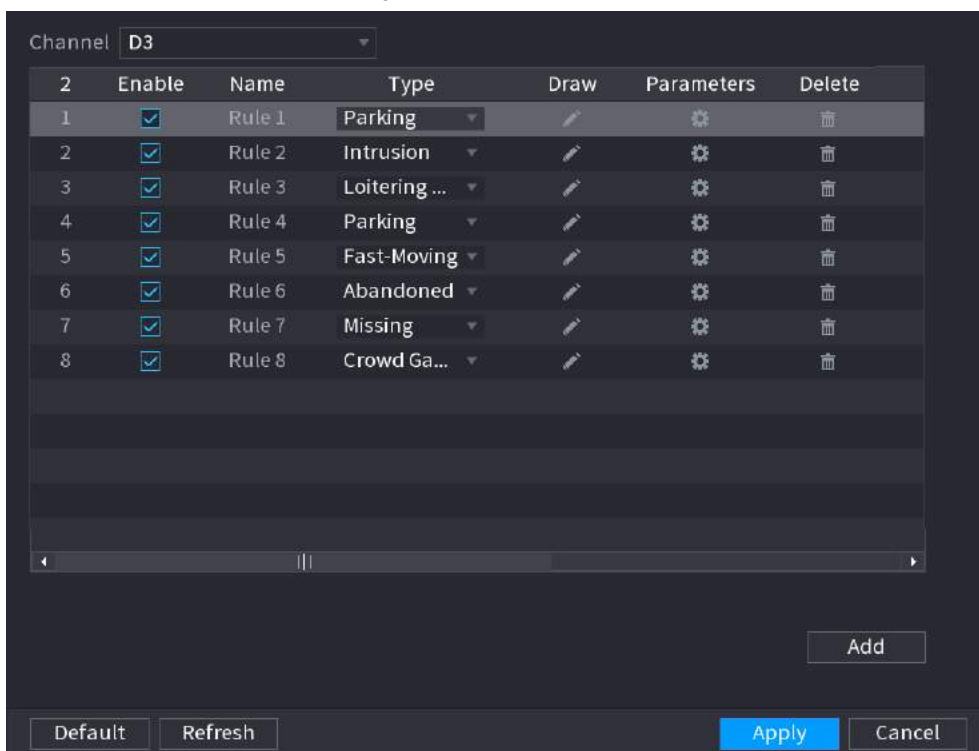 Channel D3
2 Enable Name Type Draw Parameters Delete
1 Rule 1 Parking
2 Rule 2 Intrusion
3 Rule 3 Loitering ...
4 Rule 4 Parking
5 Rule 5 Fast-Moving
6 Rule 6 Abandoned
7 Rule 7 Missing
8 Rule 8 Crowd Ga...
Add
Default Refresh Apply Cancel